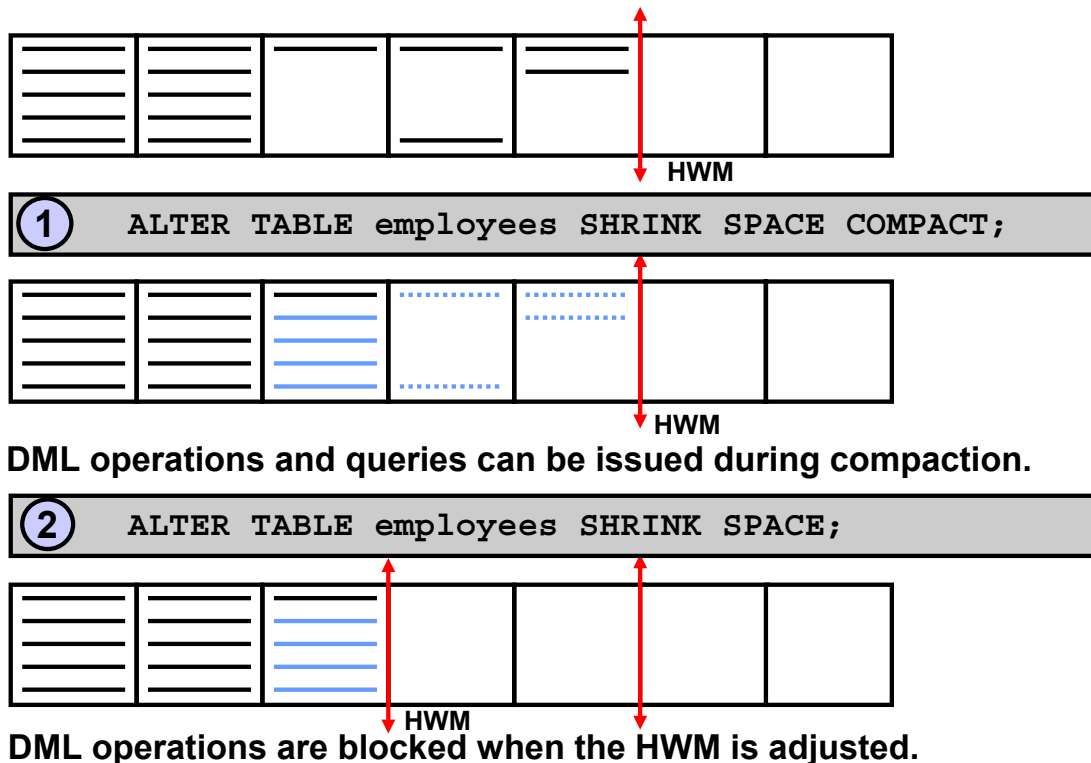 HWM
1 ALTER TABLE employees SHRINK SPACE COMPACT;
HWM
DML operations and queries can be issued during compaction.
2 ALTER TABLE employees SHRINK SPACE;
HWM
DML operations are blocked when the HWM is adjusted.